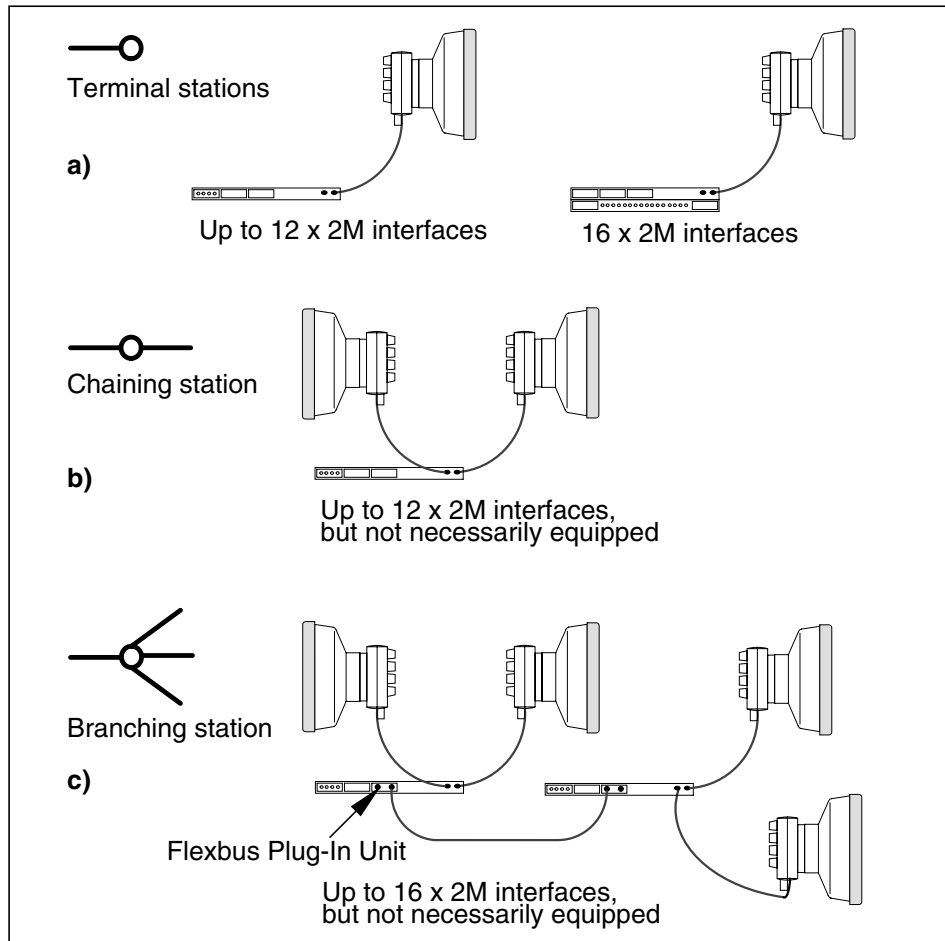 Terminal stations
a)
Up to 12 x 2M interfaces
16 x 2M interfaces
Chaining station
b)
Up to 12 x 2M interfaces,
but not necessarily equipped
Branching station
c)
Flexbus Plug-In Unit
Up to 16 x 2M interfaces,
but not necessarily equipped